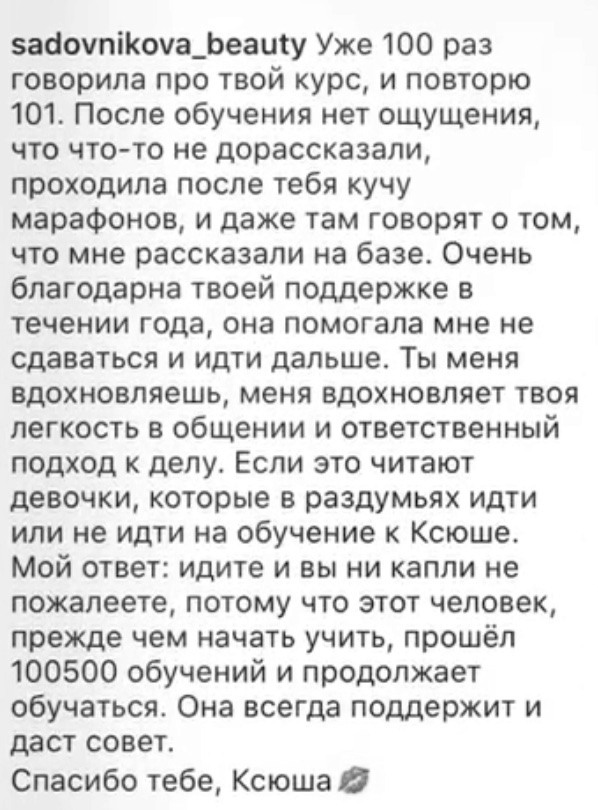 sadovnikova_beauty Уже 100 раз
говорила про твой курс, и повторю
101. После обучения нет ощущения,
что что-то не дорассказали,
проходила после тебя кучу
марафонов, и даже там говорят о том,
что мне рассказали на базе. Очень
благодарна твоей поддержке в
течении года, она помогала мне не
сдаваться и идти дальше. Ты меня
вдохновляешь, меня вдохновляет твоя
легкость в общении и ответственный
подход к делу. Если это читают
девочки, которые в раздумьях идти
или не идти на обучение к Ксюше.
Мой ответ: идите и вы ни капли не
пожалеете, потому что этот человек,
прежде чем начать учить, прошёл
100500 обучений и продолжает
обучаться. Она всегда поддержит и
даст совет.
Спасибо тебе, Ксюша💋